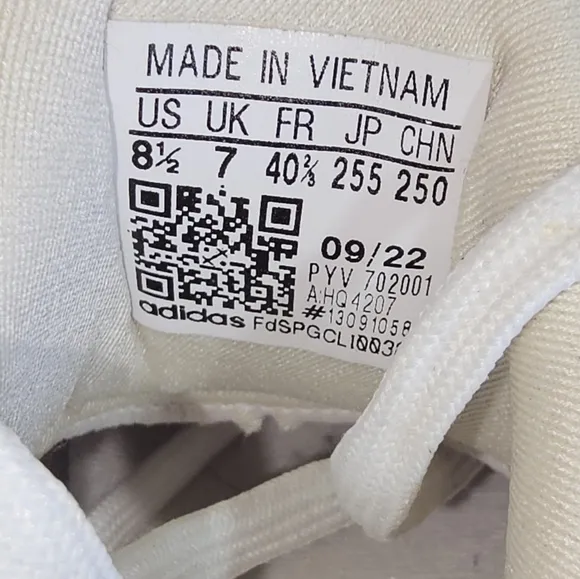 MADE IN VIETNAM
US UK FR JP CHN
8½ 7 40⅔ 255 250
09/22
PYV 702001
A:HQ4207
#13091058
adidas FdSPGCLI003